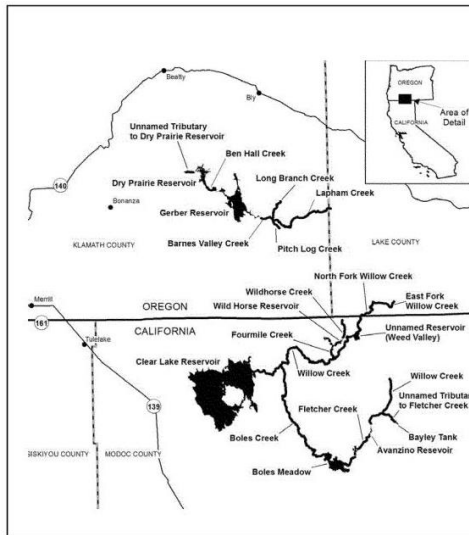 OREGON
Area of
Detail
CALIFORNIA
Beatty
Bly
Unnamed Tributary
to Dry Prairie Reservoir
Ben Hall Creek
Long Branch Creek
Dry Prairie Reservoir
Lapham Creek
140
Bonanza
Gerber Reservoir
KLAMATH COUNTY
Barnes Valley Creek
Pitch Log Creek
LAKE COUNTY
North Fork Willow Creek
Merrill
Wildhorse Creek
East Fork
Willow Creek
OREGON
Wild Horse Reservoir
161
CALIFORNIA
Unnamed Reservoir
(Weed Valley)
Tulelake
Fourmile Creek
Clear Lake Reservoir
Willow Creek
Willow Creek
139
Fletcher Creek
Unnamed Tributa
to Fletcher Creek
Boles Creek
Bayley Tank
SISKIYOU COUNTY
MODOC COUNTY
Avanzino Resevoir
Boles Meadow